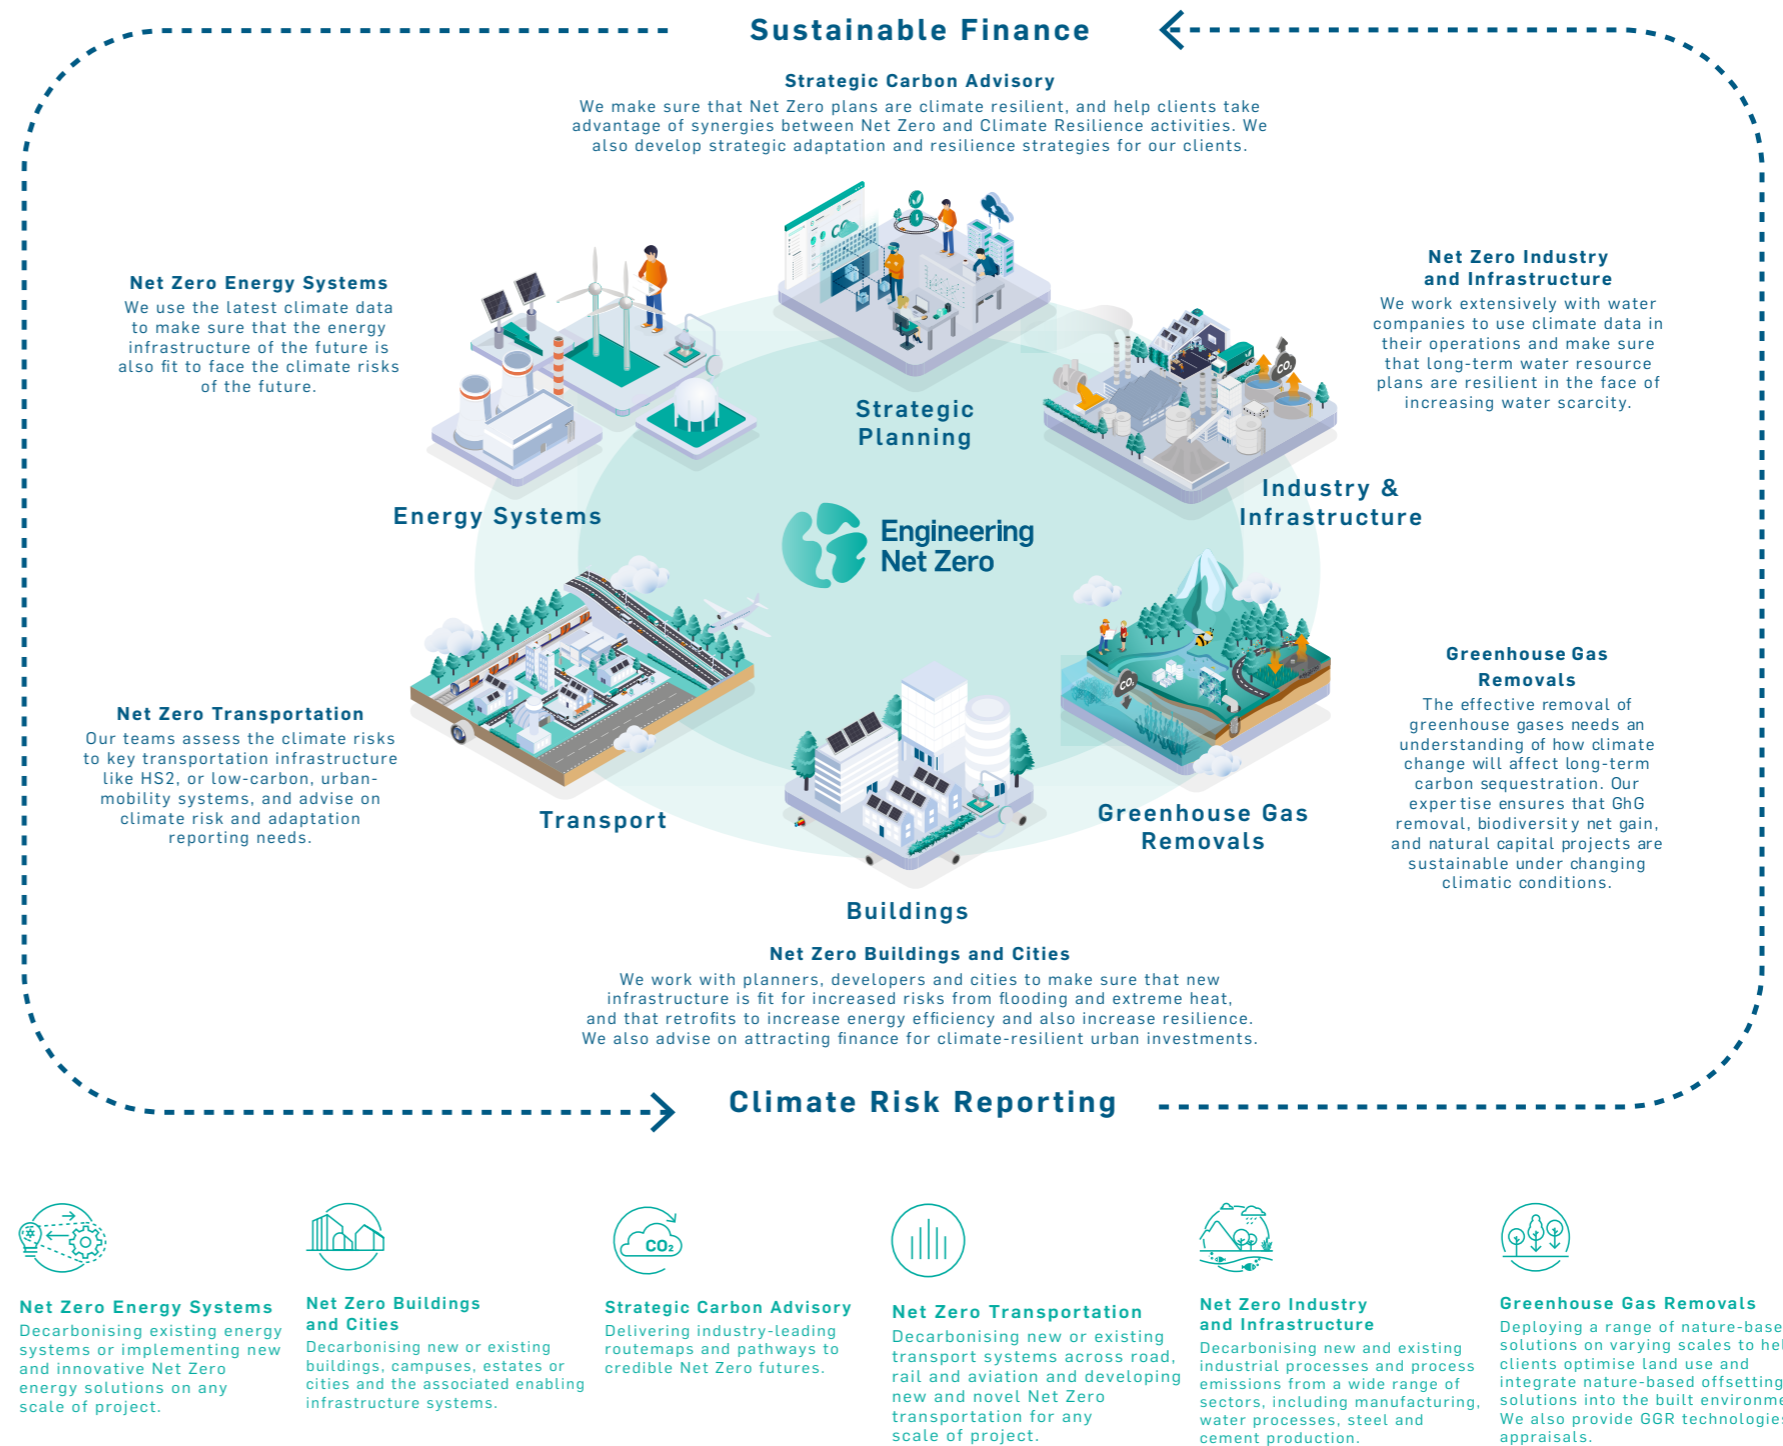 Sustainable Finance
Strategic Carbon Advisory
We make sure that Net Zero plans are climate resilient, and help clients take
advantage of synergies between Net Zero and Climate Resilience activities. We
also develop strategic adaptation and resilience strategies for our clients.
Net Zero Energy Systems
We use the latest climate data
to make sure that the energy
infrastructure of the future is
also fit to face the climate risks
of the future.
Net Zero Industry
and Infrastructure
We work extensively with water
companies to use climate data in
their operations and make sure
that long-term water resource
plans are resilient in the face of
increasing water scarcity.
CO₂
Strategic
Planning
Industry &
Infrastructure
Energy Systems
Engineering
Net Zero
CO₂
Net Zero Transportation
Our teams assess the climate risks
to key transportation infrastructure
like HS2, or low-carbon, urban-
mobility systems, and advise on
climate risk and adaptation
reporting needs.
Greenhouse Gas
Removals
The effective removal of
greenhouse gases needs an
understanding of how climate
change will affect long-term
carbon sequestration. Our
expertise ensures that GhG
removal, biodiversity net gain,
and natural capital projects are
sustainable under changing
climatic conditions.
Transport
Greenhouse Gas
Removals
Buildings
Net Zero Buildings and Cities
We work with planners, developers and cities to make sure that new
infrastructure is fit for increased risks from flooding and extreme heat,
and that retrofits to increase energy efficiency and also increase resilience.
We also advise on attracting finance for climate-resilient urban investments.
Climate Risk Reporting
Net Zero Energy Systems
Decarbonising existing energy
systems or implementing new
and innovative Net Zero
energy solutions on any
scale of project.
Net Zero Buildings
and Cities
Decarbonising new or existing
buildings, campuses, estates or
cities and the associated enabling
infrastructure systems.
CO₂
Strategic Carbon Advisory
Delivering industry-leading
routemaps and pathways to
credible Net Zero futures.
Net Zero Transportation
Decarbonising new or existing
transport systems across road,
rail and aviation and developing
new and novel Net Zero
transportation for any
scale of project.
Net Zero Industry
and Infrastructure
Decarbonising new and existing
industrial processes and process
emissions from a wide range of
sectors, including manufacturing,
water processes, steel and
cement production.
Greenhouse Gas Removals
Deploying a range of nature-base
solutions on varying scales to hel
clients optimise land use and
integrate nature-based offsetting
solutions into the built environme
We also provide GGR technologie
appraisals.